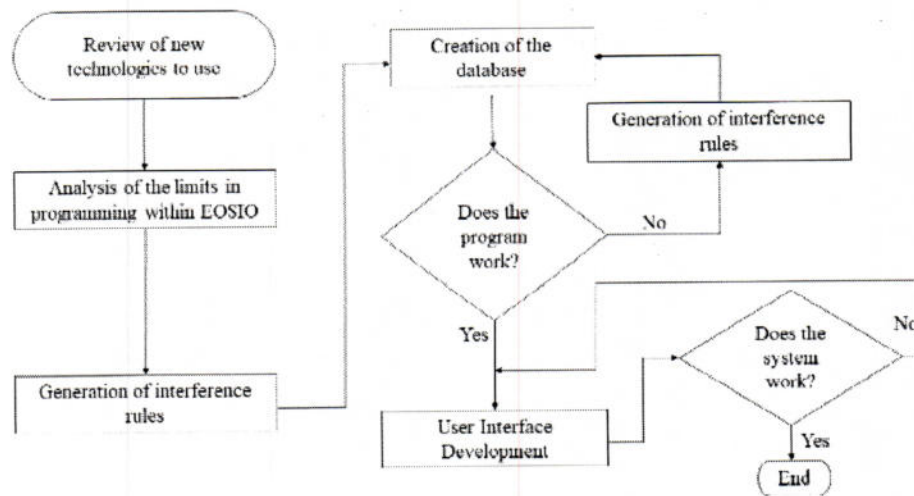 Review of new
technologies to use
Analysis of the limits in
programming within EOSIO
Generation of interference
rules
Creation of the
database
Generation of interference
rules
Does the
program
work?
No
Yes
User Interface
Development
Does the
system
work?
No
Yes
End